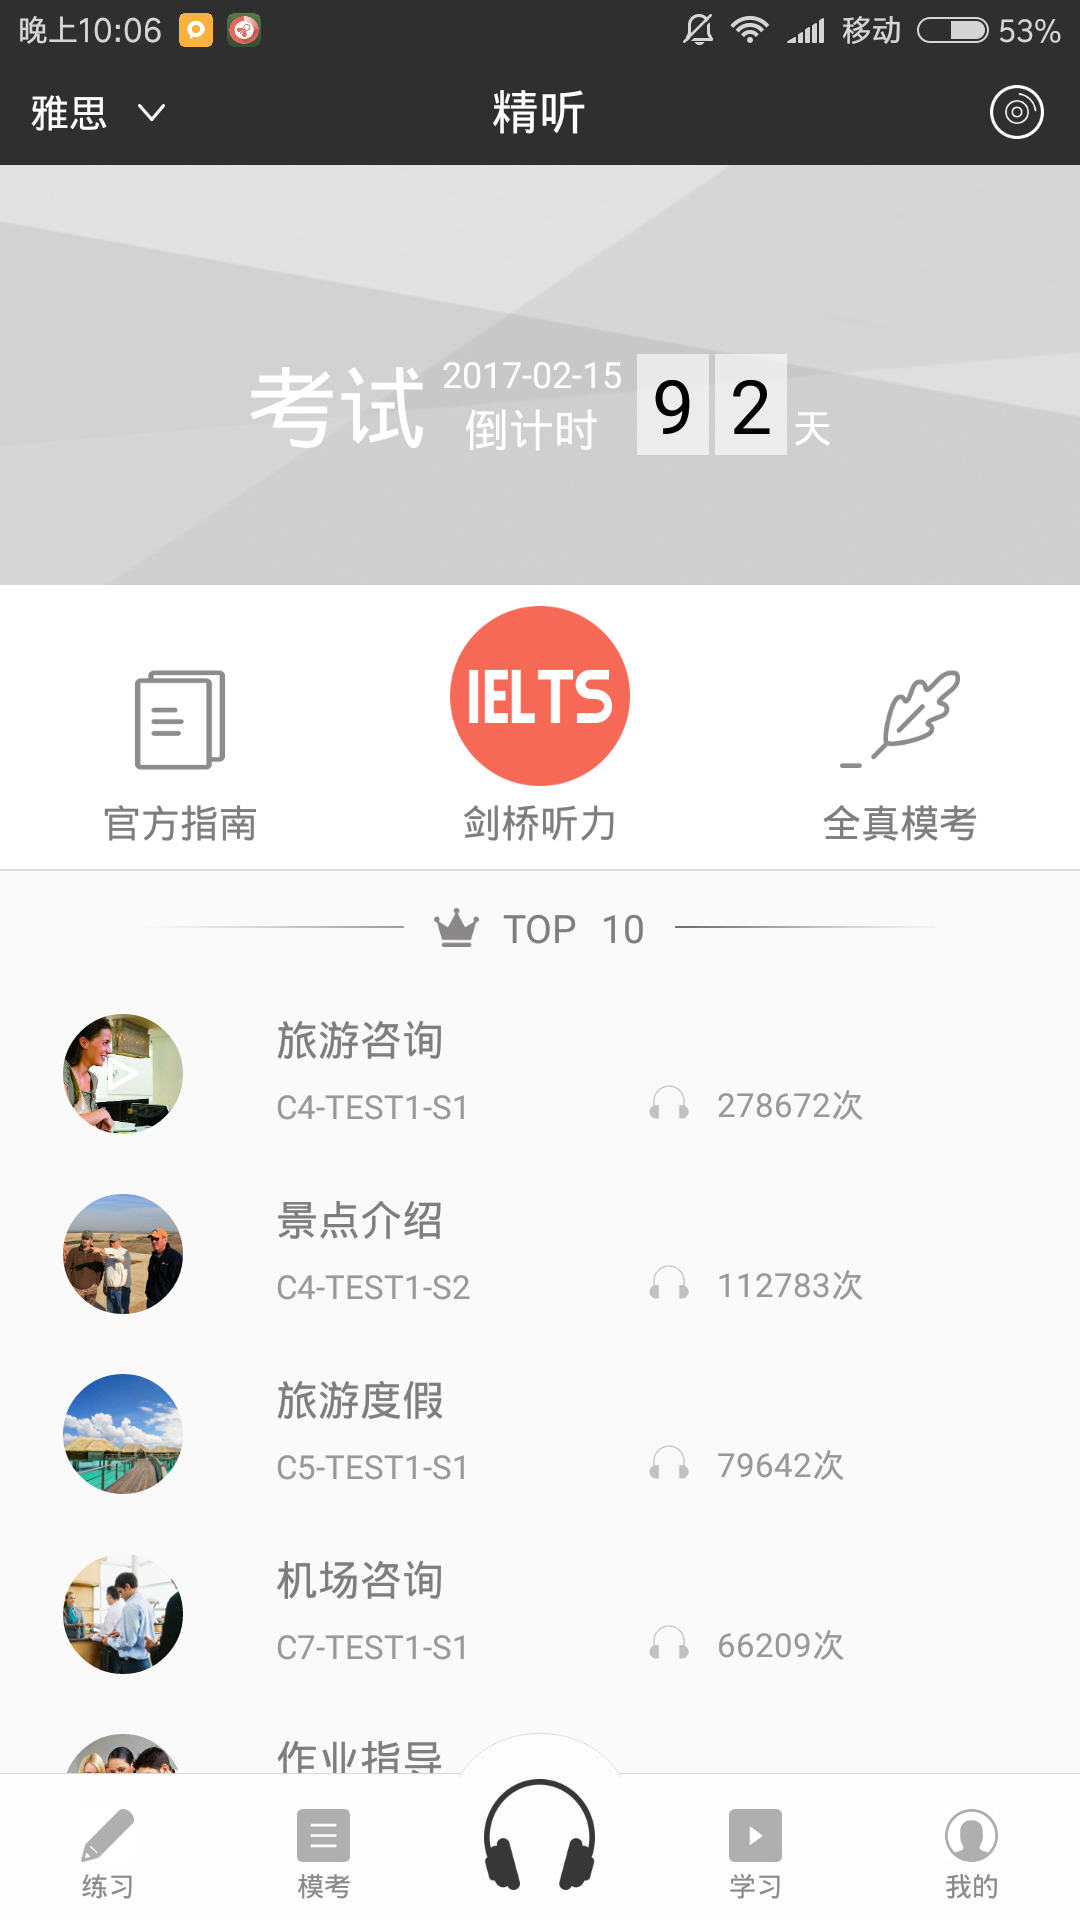 晚上10:06 移动 53%
雅思 精听
考试 2017-02-15 倒计时 92 天
IELTS
官方指南 剑桥听力 全真模考
TOP 10
旅游咨询
C4-TEST1-S1 278672次
景点介绍
C4-TEST1-S2 112783次
旅游度假
C5-TEST1-S1 79642次
机场咨询
C7-TEST1-S1 66209次
作业指导
练习 模考 学习 我的